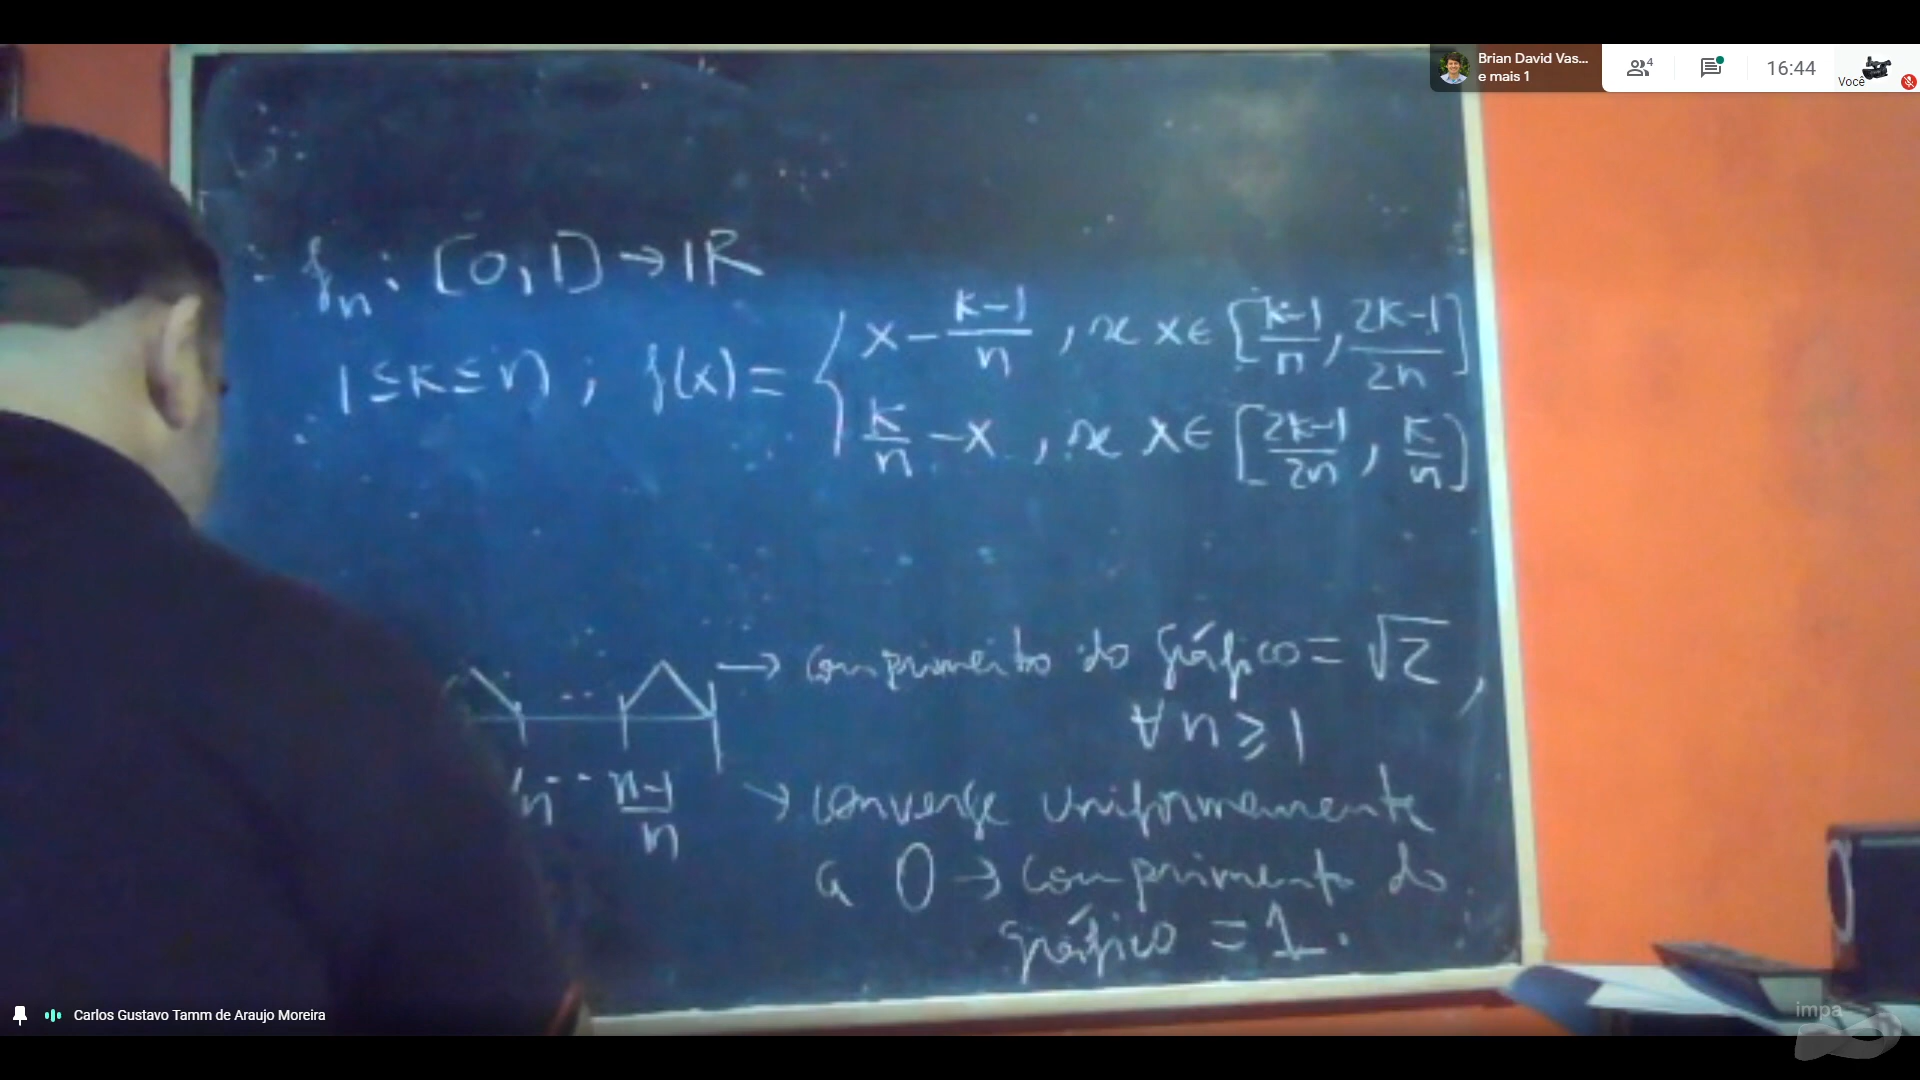 Brian David Vas...
e mais 1
4
16:44
Você
f_n : [0,1] → ℝ
1 ≤ k ≤ n ; f(x) = { x - (k-1)/n , se x ∈ [(k-1)/n, (2k-1)/2n]
k/n - x , se x ∈ [(2k-1)/2n, k/n]
→ comprimento do gráfico = √2 ,
∀ n ≥ 1
/n ... (n-1)/n
→ converge uniformemente
a 0 → comprimento do
gráfico = 1.
Carlos Gustavo Tamm de Araujo Moreira
impa